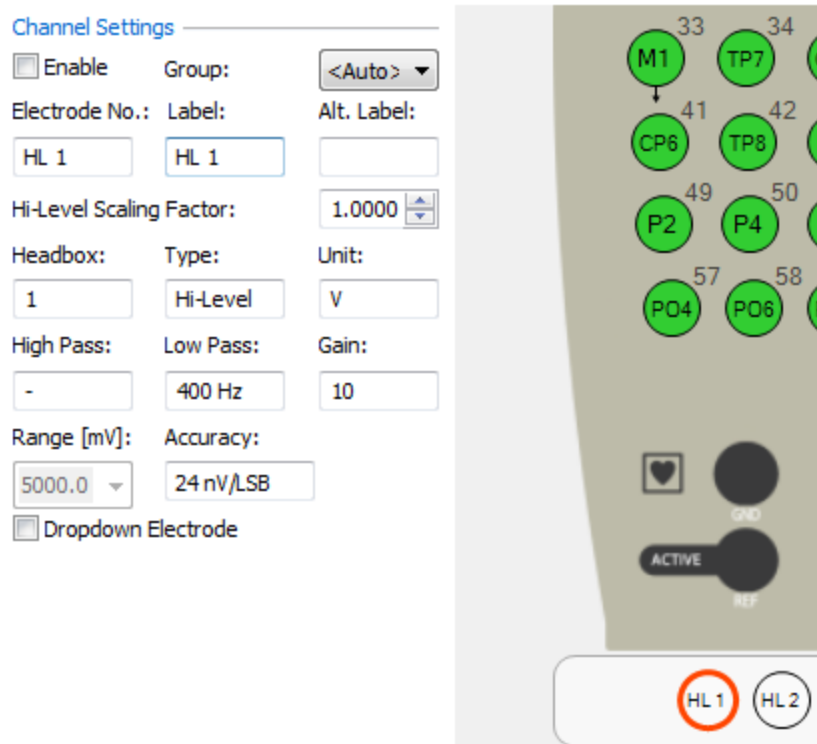 Channel Settings
Enable Group: <Auto>
Electrode No.: Label: Alt. Label:
HL 1 HL 1
Hi-Level Scaling Factor: 1.0000
Headbox: Type: Unit:
1 Hi-Level V
High Pass: Low Pass: Gain:
- 400 Hz 10
Range [mV]: Accuracy:
5000.0 24 nV/LSB
Dropdown Electrode
33 34
M1 TP7
41 42
CP6 TP8
49 50
P2 P4
57 58
PO4 PO6
GND
ACTIVE
REF
HL 1 HL 2